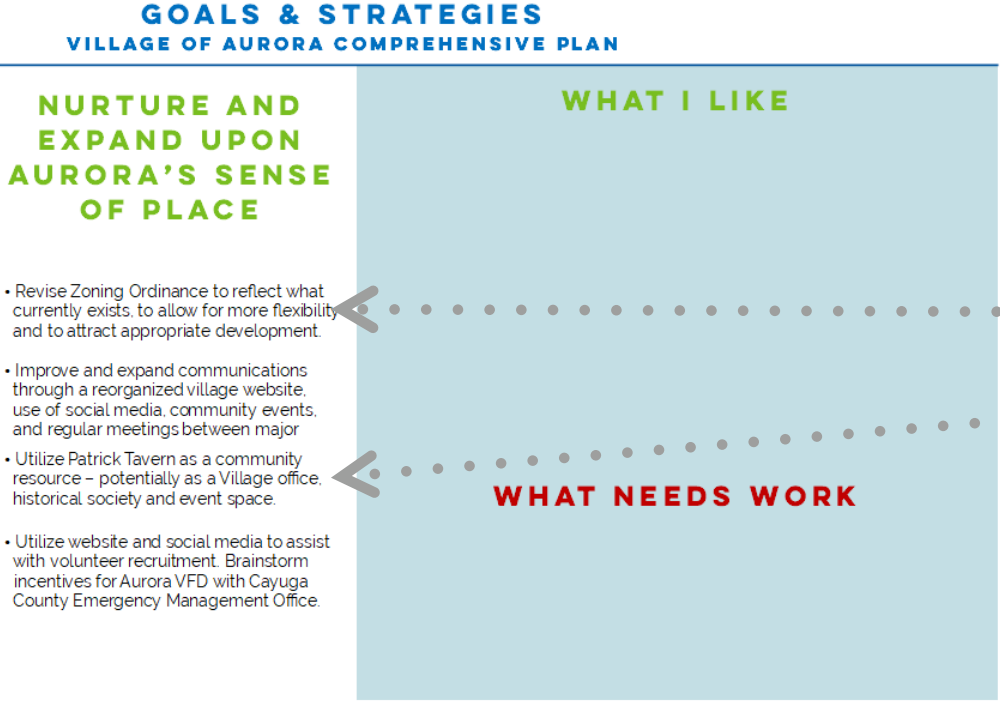 GOALS & STRATEGIES
VILLAGE OF AURORA COMPREHENSIVE PLAN
NURTURE AND
EXPAND UPON
AURORA'S SENSE
OF PLACE
• Revise Zoning Ordinance to reflect what
currently exists, to allow for more flexibility
and to attract appropriate development.
• Improve and expand communications
through a reorganized village website,
use of social media, community events,
and regular meetings between major
• Utilize Patrick Tavern as a community
resource – potentially as a Village office,
historical society and event space.
• Utilize website and social media to assist
with volunteer recruitment. Brainstorm
incentives for Aurora VFD with Cayuga
County Emergency Management Office.
WHAT I LIKE
WHAT NEEDS WORK